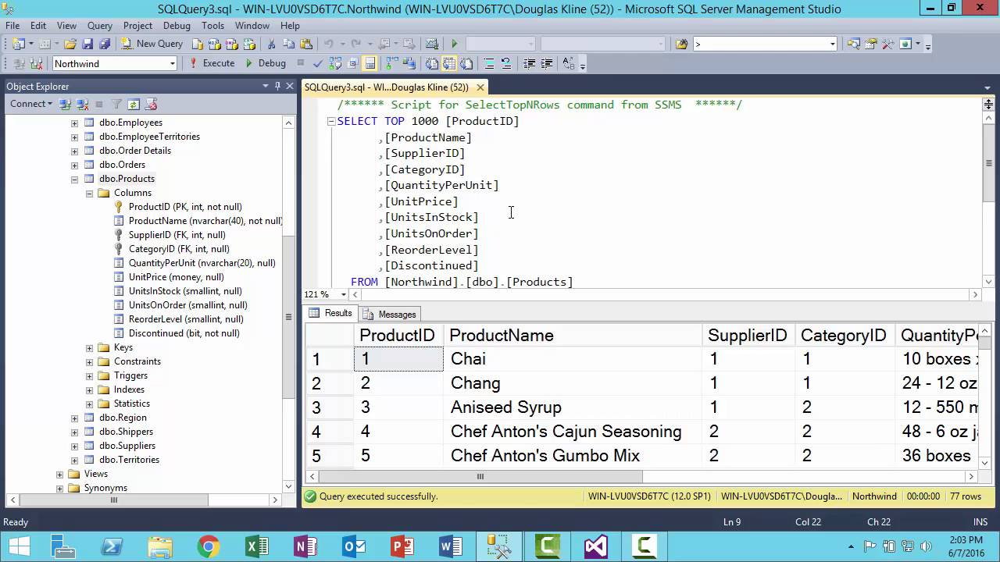 SQLQuery3.sql - WIN-LVU0VSD6T7C.Northwind (WIN-LVU0VSD6T7C\Douglas Kline (52)) - Microsoft SQL Server Management Studio
File Edit View Query Project Debug Tools Window Help
New Query >
Northwind Execute Debug
Object Explorer
Connect
dbo.Employees
dbo.EmployeeTerritories
dbo.Order Details
dbo.Orders
dbo.Products
Columns
ProductID (PK, int, not null)
ProductName (nvarchar(40), not null)
SupplierID (FK, int, null)
CategoryID (FK, int, null)
QuantityPerUnit (nvarchar(20), null)
UnitPrice (money, null)
UnitsInStock (smallint, null)
UnitsOnOrder (smallint, null)
ReorderLevel (smallint, null)
Discontinued (bit, not null)
Keys
Constraints
Triggers
Indexes
Statistics
dbo.Region
dbo.Shippers
dbo.Suppliers
dbo.Territories
Views
Synonyms
SQLQuery3.sql - WI...Douglas Kline (52))
/****** Script for SelectTopNRows command from SSMS ******/
SELECT TOP 1000 [ProductID]
,[ProductName]
,[SupplierID]
,[CategoryID]
,[QuantityPerUnit]
,[UnitPrice]
,[UnitsInStock]
,[UnitsOnOrder]
,[ReorderLevel]
,[Discontinued]
FROM [Northwind].[dbo].[Products]
121 %
Results Messages
ProductID ProductName SupplierID CategoryID QuantityPe
1 1 Chai 1 1 10 boxes x
2 2 Chang 1 1 24 - 12 oz
3 3 Aniseed Syrup 1 2 12 - 550 m
4 4 Chef Anton's Cajun Seasoning 2 2 48 - 6 oz ja
5 5 Chef Anton's Gumbo Mix 2 2 36 boxes
Query executed successfully. WIN-LVU0VSD6T7C (12.0 SP1) WIN-LVU0VSD6T7C\Dougla... Northwind 00:00:00 77 rows
Ready Ln 9 Col 22 Ch 22 INS
2:03 PM
6/7/2016